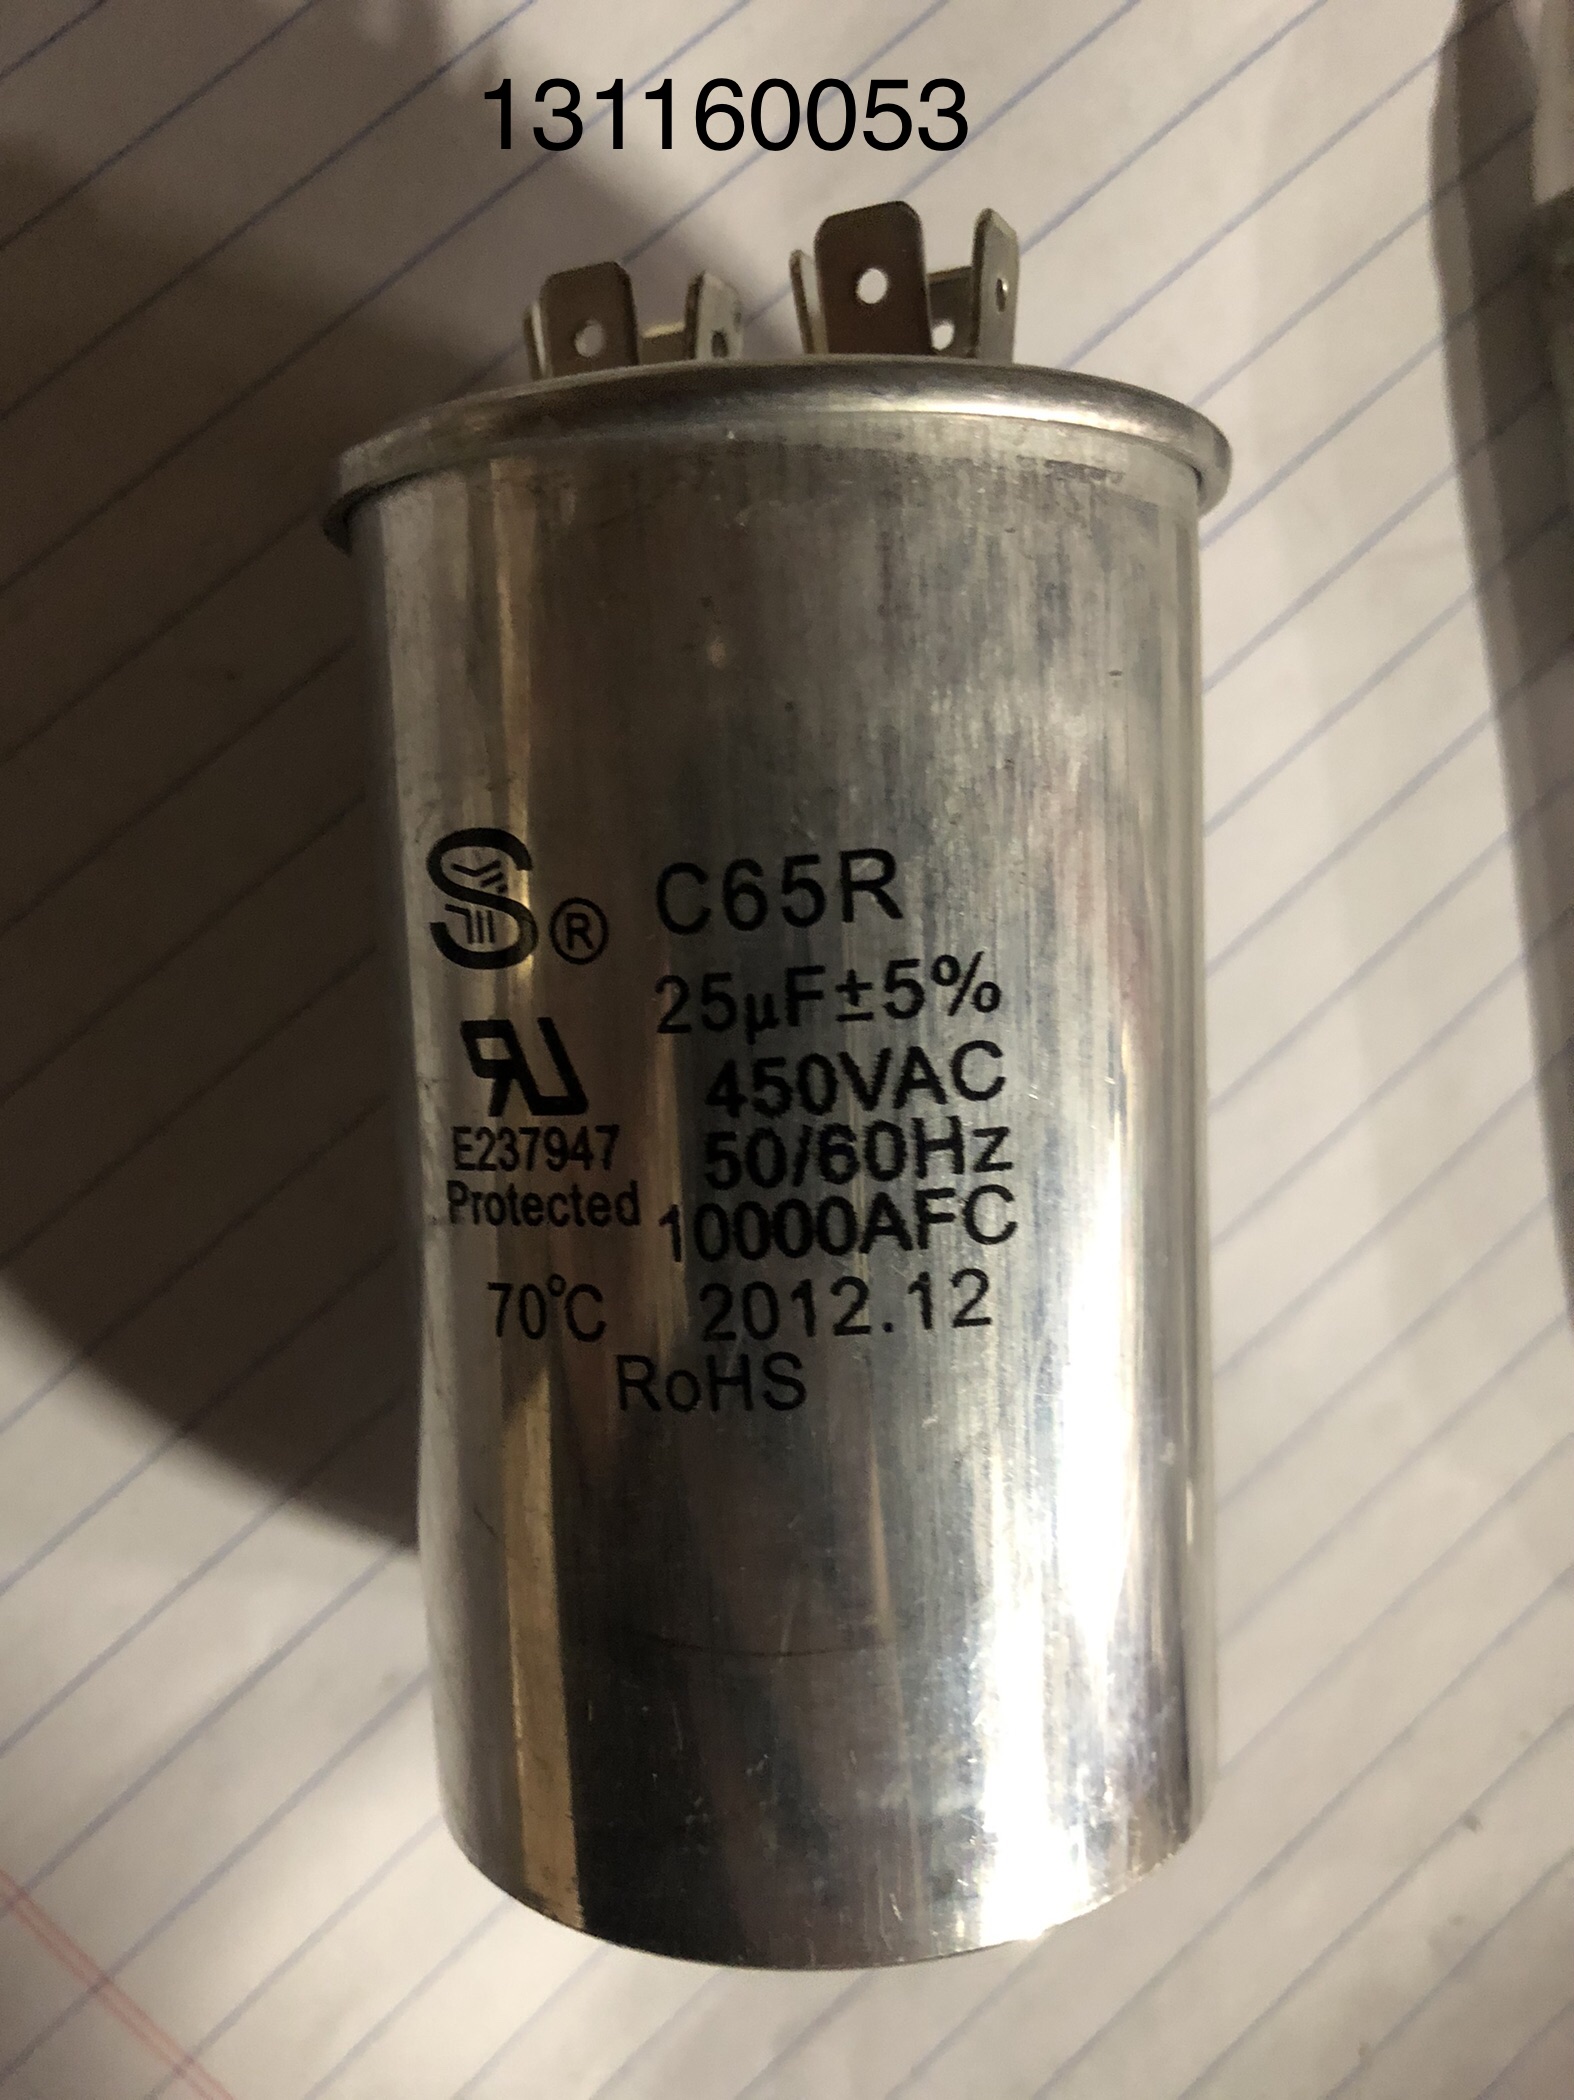 131160053
S® C65R
25µF±5%
450VAC
E237947 50/60Hz
Protected 10000AFC
70°C 2012.12
RoHS